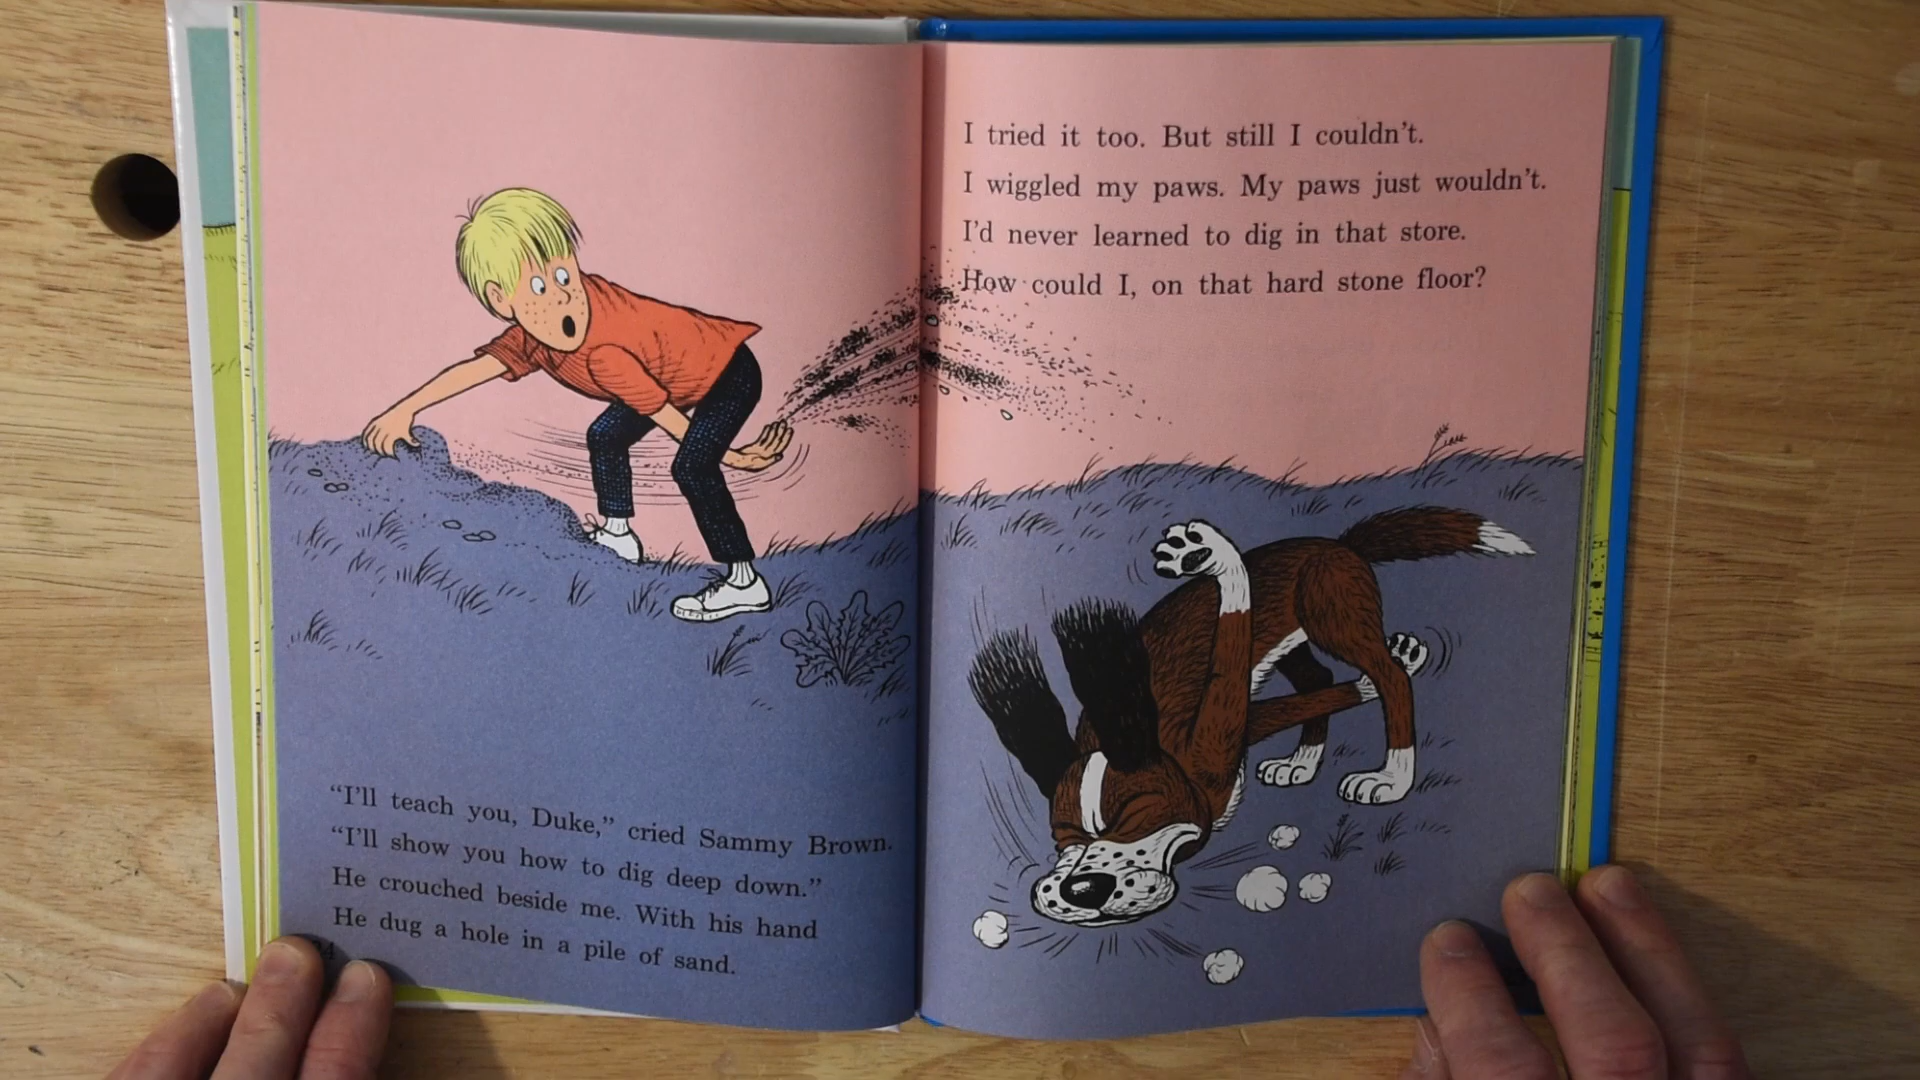 “I’ll teach you, Duke,” cried Sammy Brown.
“I’ll show you how to dig deep down.”
He crouched beside me. With his hand
He dug a hole in a pile of sand.
I tried it too. But still I couldn’t.
I wiggled my paws. My paws just wouldn’t.
I’d never learned to dig in that store.
How could I, on that hard stone floor?